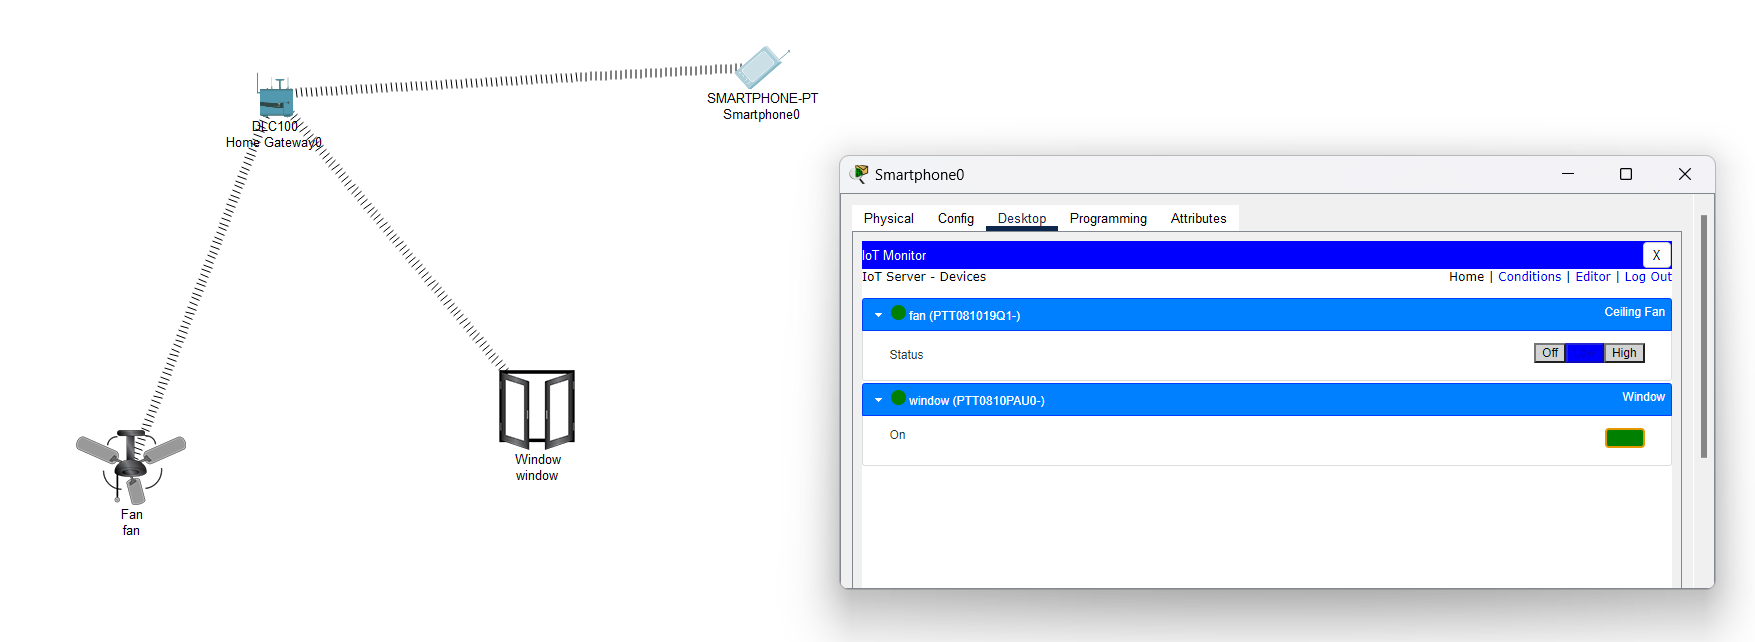 SMARTPHONE-PT
Smartphone0
DLC100
Home Gateway0
Window
window
Fan
fan
Smartphone0
Physical Config Desktop Programming Attributes
IoT Monitor X
IoT Server - Devices Home | Conditions | Editor | Log Out
fan (PTT081019Q1-) Ceiling Fan
Status Off High
window (PTT0810PAU0-) Window
On